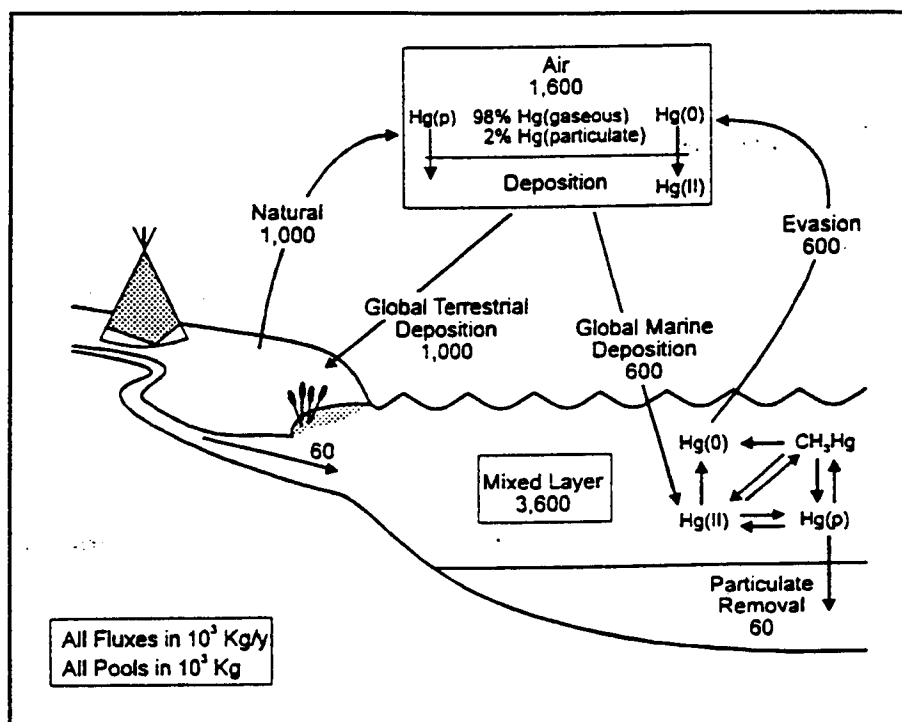 Air
1,600
Hg(p) 98% Hg(gaseous) Hg(0)
2% Hg(particulate)
Deposition Hg(II)
Natural
1,000
Evasion
600
Global Terrestrial
Deposition
1,000
Global Marine
Deposition
600
60
Mixed Layer
3,600
Hg(0) CH₃Hg
Hg(II) Hg(p)
Particulate
Removal
60
All Fluxes in 10³ Kg/y
All Pools in 10³ Kg